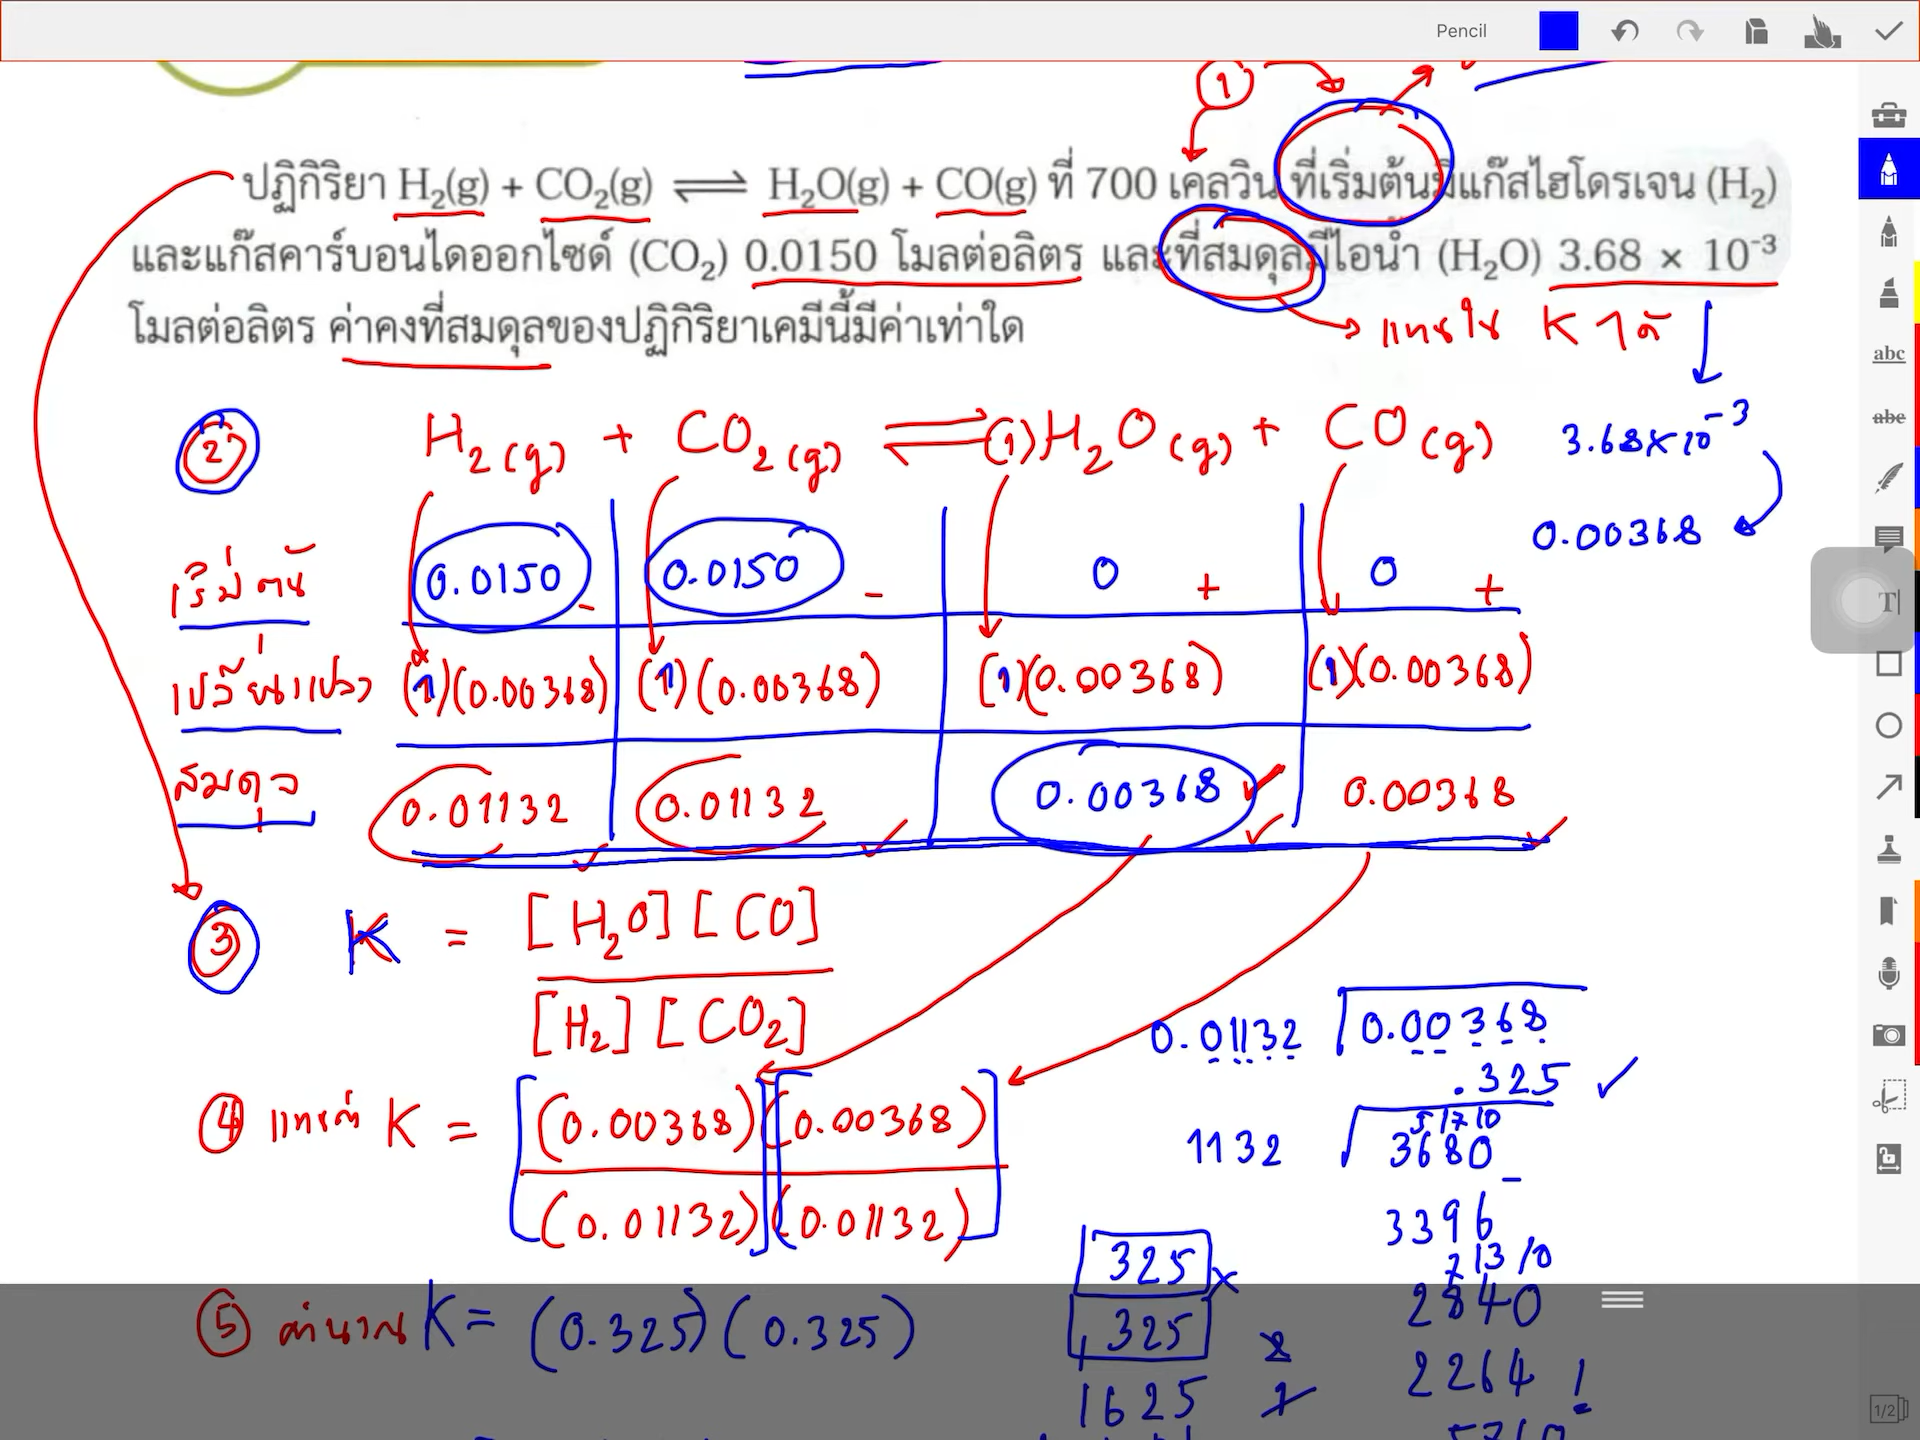 Pencil
①
ปฏิกิริยา H₂(g) + CO₂(g) ⇌ H₂O(g) + CO(g) ที่ 700 เคลวิน ที่เริ่มต้นมีแก๊สไฮโดรเจน (H₂)
และแก๊สคาร์บอนไดออกไซด์ (CO₂) 0.0150 โมลต่อลิตร และที่สมดุลมีไอน้ำ (H₂O) 3.68 × 10⁻³
โมลต่อลิตร ค่าคงที่สมดุลของปฏิกิริยาเคมีนี้มีค่าเท่าใด
แทนใน K ได้
② H₂(g) + CO₂(g) ⇌ (1)H₂O(g) + CO(g)
3.68×10⁻³
0.00368
เริ่มต้น 0.0150 - 0.0150 - 0 + 0 +
เปลี่ยนแปลง (1)(0.00368) (1)(0.00368) (1)(0.00368) (1)(0.00368)
สมดุล 0.01132 0.01132 0.00368 0.00368
③ K = [H₂O][CO]
[H₂][CO₂]
0.01132 0.00368
.325
④ แทนค่า K = (0.00368)(0.00368)
(0.01132)(0.01132)
5 17 10
1132 3680 -
3396
7 13 10
2840
2264
325 ×
325
1625
⑤ คำนวณ K = (0.325)(0.325)
abc
abc
T|
1/2